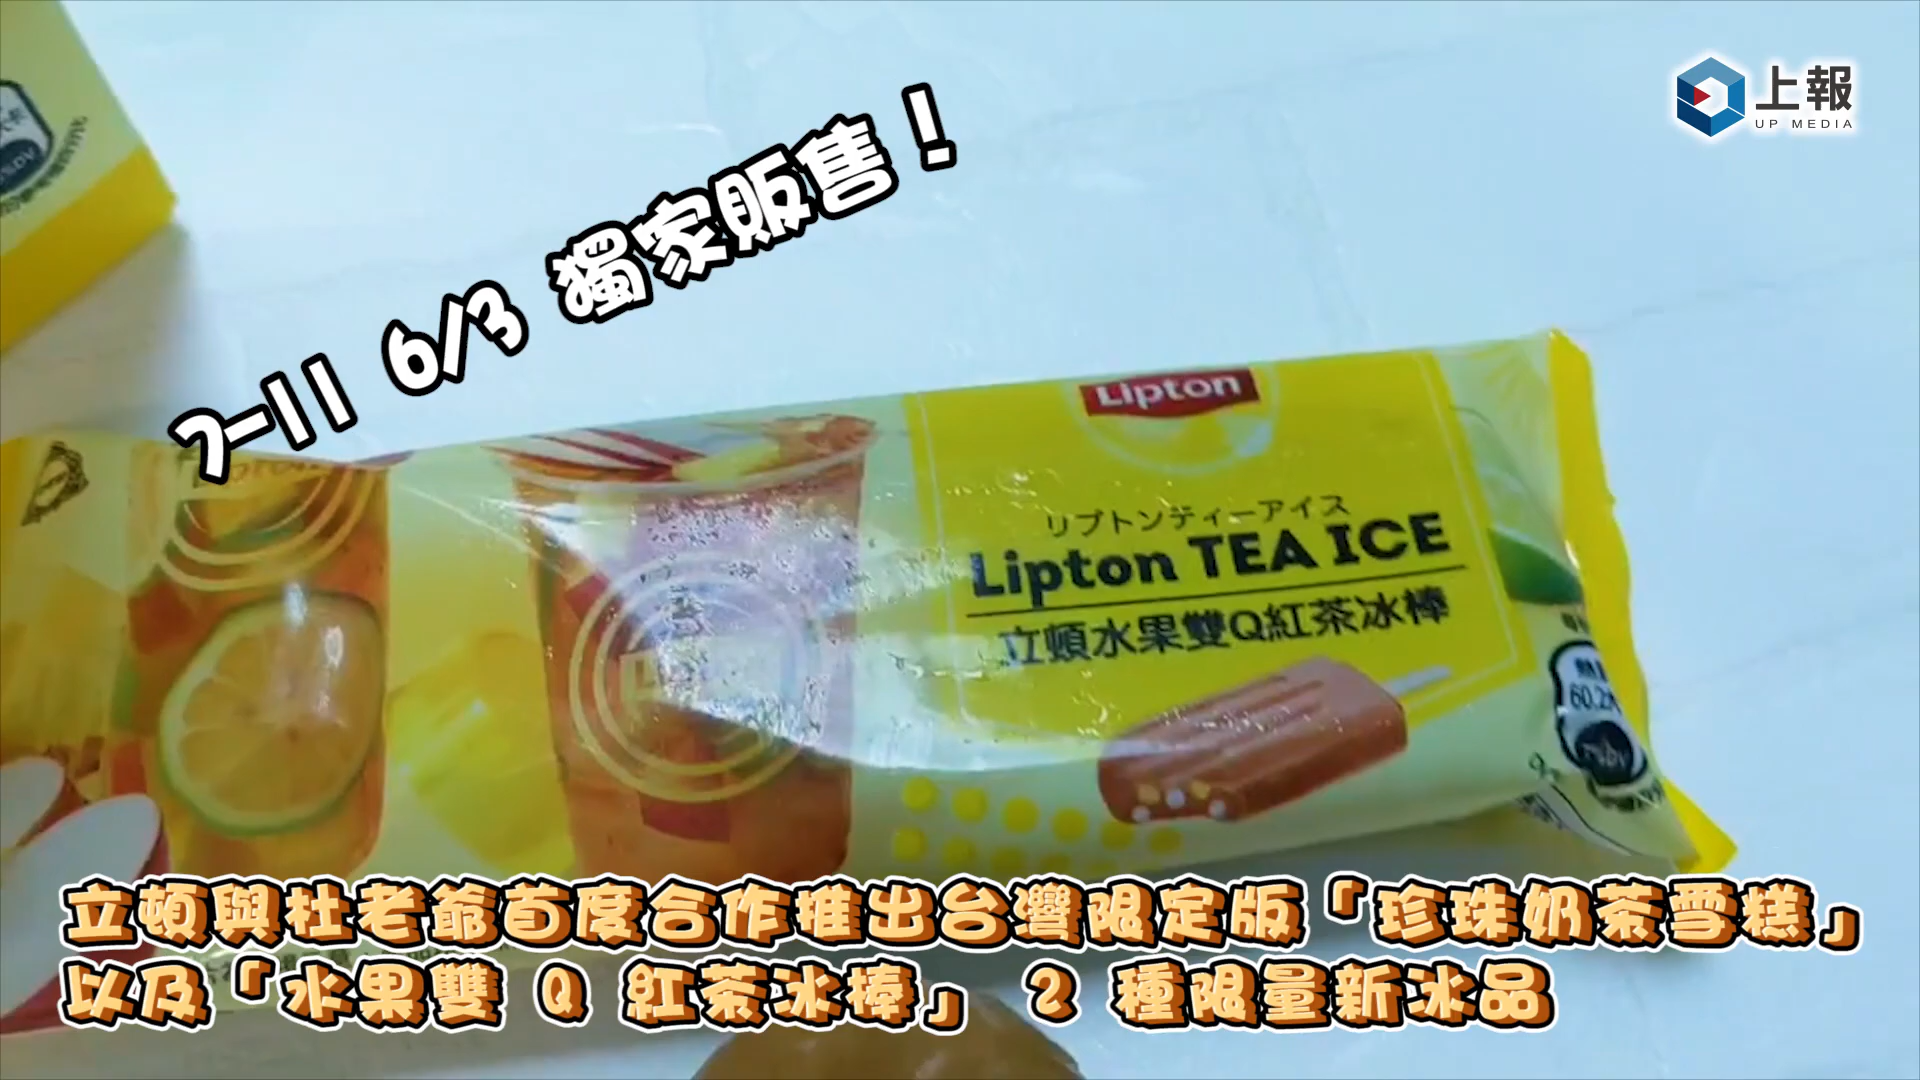 上報
UP MEDIA
7-11 6/3 獨家販售！
Lipton
リプトンティーアイス
Lipton TEA ICE
立頓水果雙Q紅茶冰棒
60.2
立頓與杜老爺首度合作推出台灣限定版「珍珠奶茶雪糕」
以及「水果雙 Q 紅茶冰棒」 2 種限量新冰品